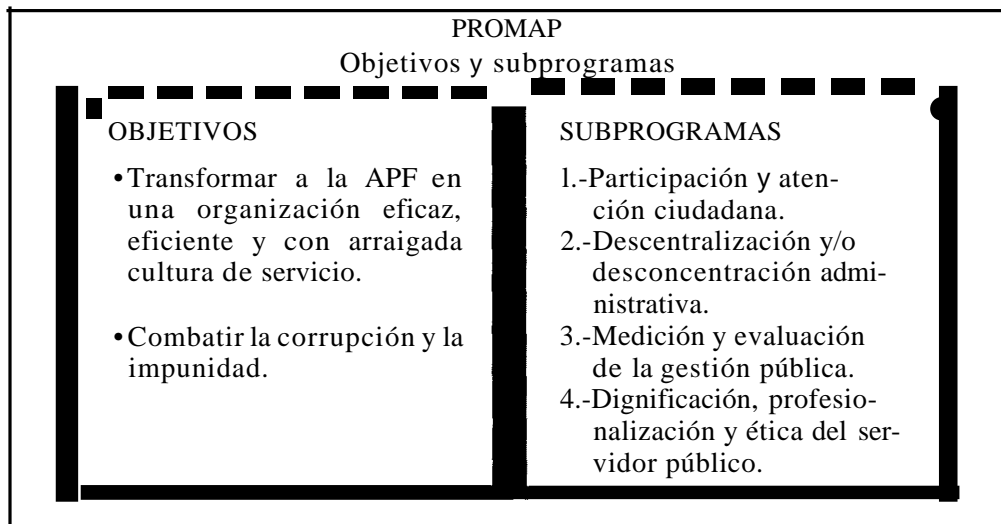 PROMAP
Objetivos y subprogramas
OBJETIVOS
•Transformar a la APF en
una organización eficaz,
eficiente y con arraigada
cultura de servicio.
•Combatir la corrupción y la
impunidad.
SUBPROGRAMAS
1.-Participación y aten-
ción ciudadana.
2.-Descentralización y/o
desconcentración admi-
nistrativa.
3.-Medición y evaluación
de la gestión pública.
4.-Dignificación, profesio-
nalización y ética del ser-
vidor público.